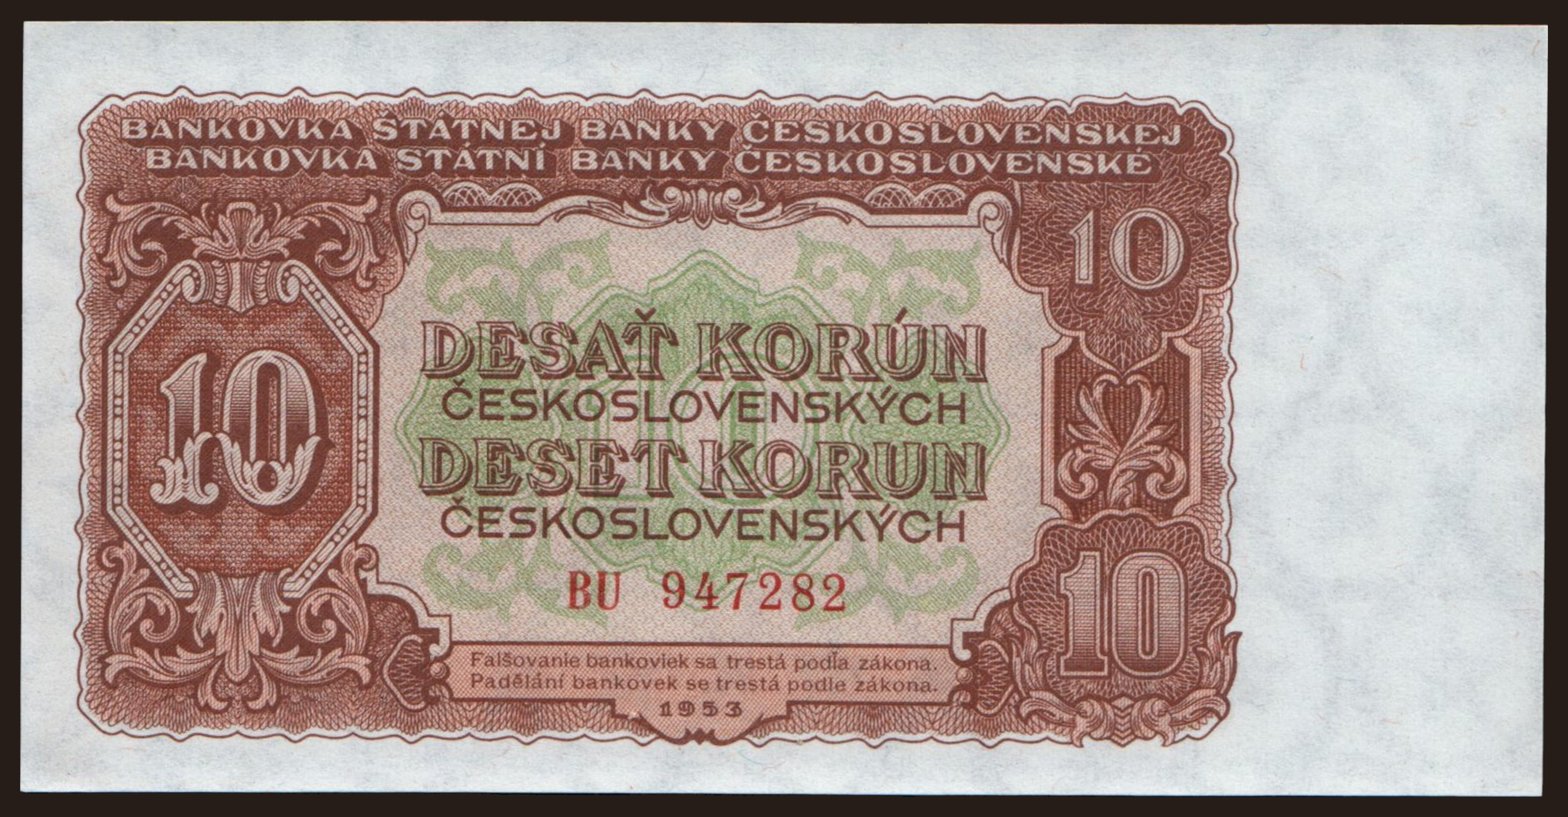 BANKOVKA ŠTÁTNEJ BANKY ČESKOSLOVENSKEJ
BANKOVKA STÁTNÍ BANKY ČESKOSLOVENSKÉ
10
10
DESAŤ KORÚN
ČESKOSLOVENSKÝCH
DESET KORUN
ČESKOSLOVENSKÝCH
BU 947282
10
Falšovanie bankoviek sa trestá podľa zákona.
Padělání bankovek se trestá podle zákona.
1953